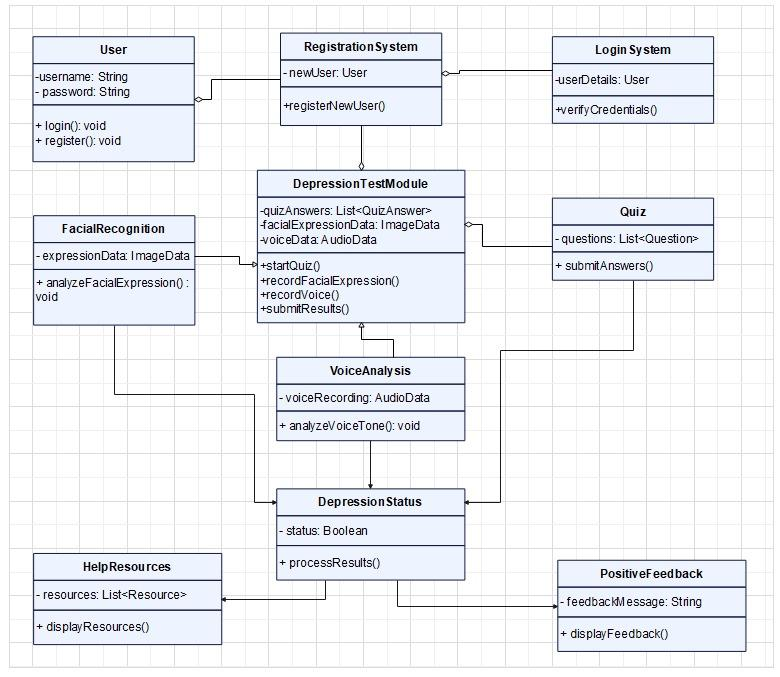 User
-username: String
- password: String
+ login(): void
+ register(): void
RegistrationSystem
- newUser: User
+registerNewUser()
LoginSystem
-userDetails: User
+verifyCredentials()
DepressionTestModule
-quizAnswers: List<QuizAnswer>
-facialExpressionData: ImageData
-voiceData: AudioData
+startQuiz()
+recordFacialExpression()
+recordVoice()
+submitResults()
FacialRecognition
- expressionData: ImageData
+ analyzeFacialExpression() :
void
Quiz
- questions: List<Question>
+ submitAnswers()
VoiceAnalysis
- voiceRecording: AudioData
+ analyzeVoiceTone(): void
DepressionStatus
- status: Boolean
+ processResults()
HelpResources
- resources: List<Resource>
+ displayResources()
PositiveFeedback
- feedbackMessage: String
+ displayFeedback()